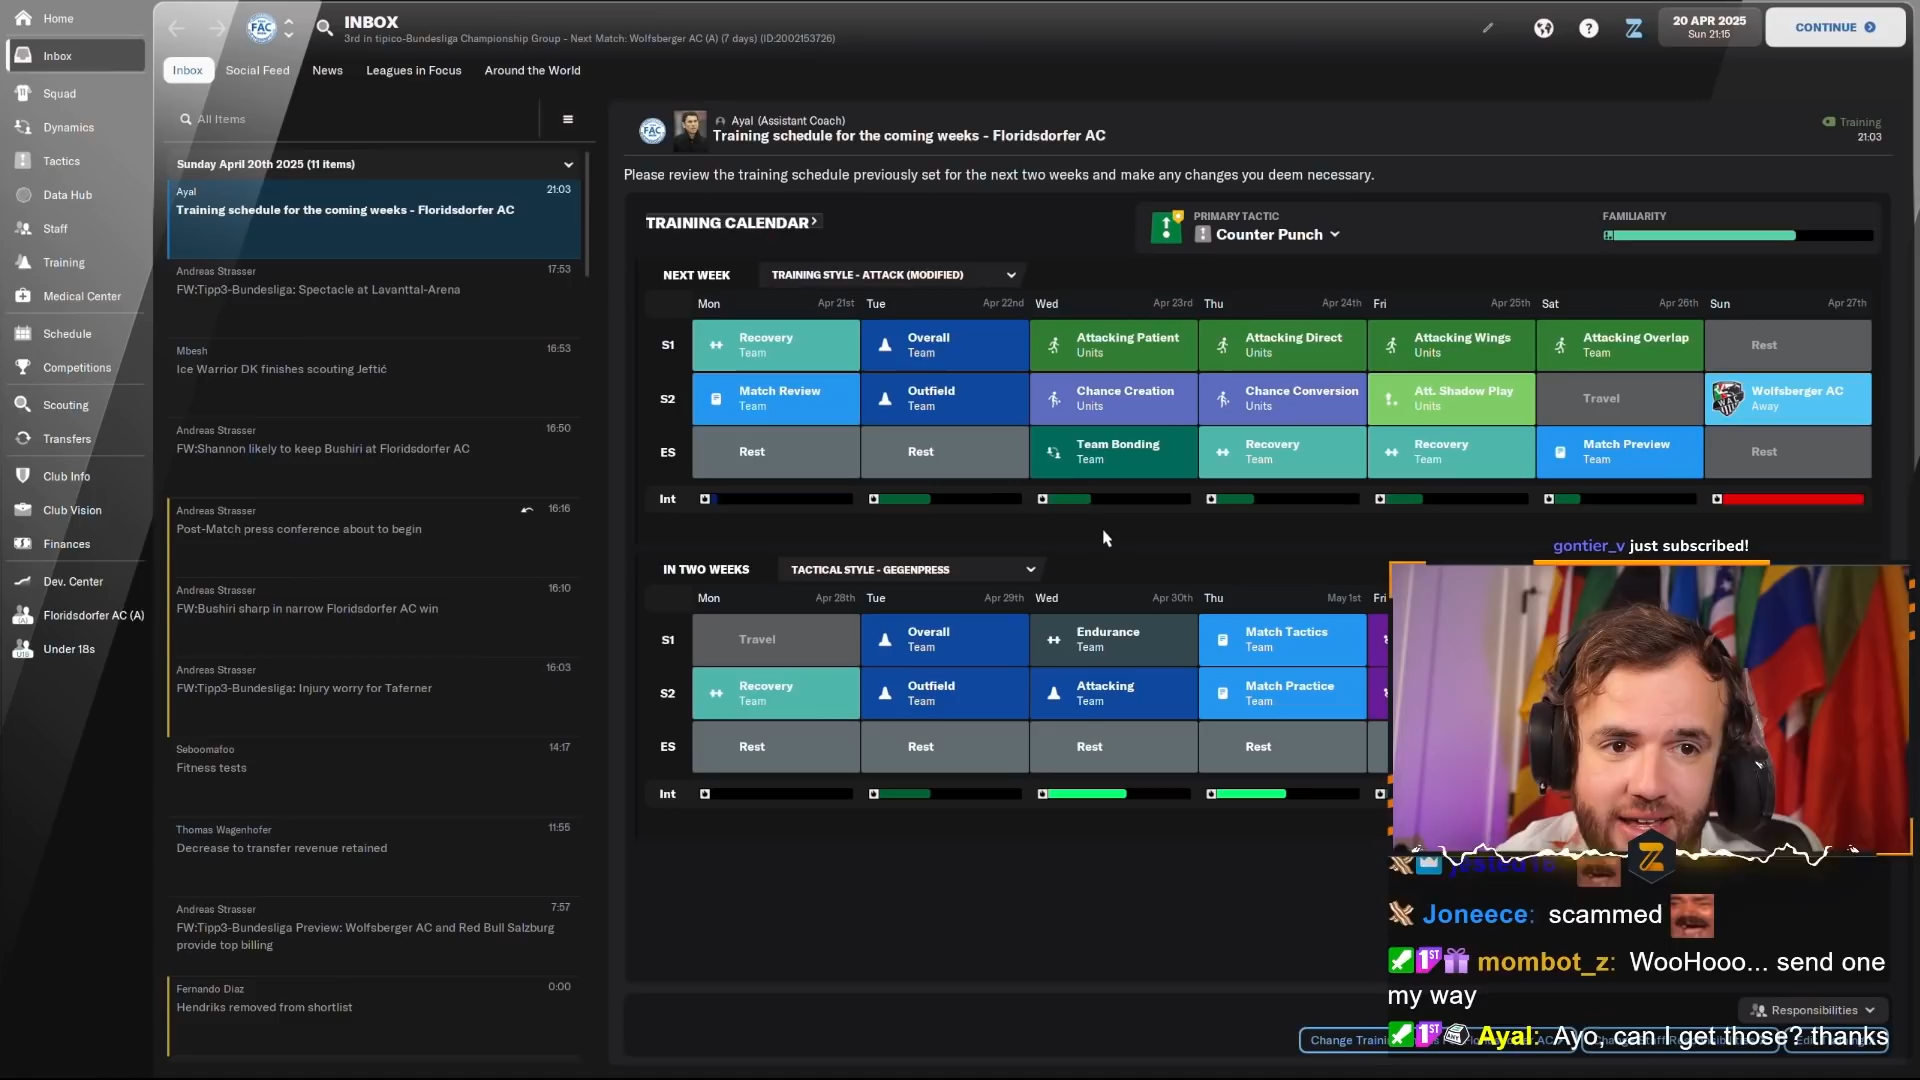 Home
Inbox
Squad
Dynamics
Tactics
Data Hub
Staff
Training
Medical Center
Schedule
Competitions
Scouting
Transfers
Club Info
Club Vision
Finances
Dev. Center
Floridsdorfer AC (A)
Under 18s
FAC
INBOX
3rd in tipico-Bundesliga Championship Group - Next Match: Wolfsberger AC (A) (7 days) (ID:2002153726)
20 APR 2025
Sun 21:15
CONTINUE
Inbox
Social Feed
News
Leagues in Focus
Around the World
All Items
Sunday April 20th 2025 (11 items)
Ayal 21:03
Training schedule for the coming weeks - Floridsdorfer AC
Andreas Strasser 17:53
FW:Tipp3-Bundesliga: Spectacle at Lavanttal-Arena
Mbesh 16:53
Ice Warrior DK finishes scouting Jeftić
Andreas Strasser 16:50
FW:Shannon likely to keep Bushiri at Floridsdorfer AC
Andreas Strasser 16:16
Post-Match press conference about to begin
Andreas Strasser 16:10
FW:Bushiri sharp in narrow Floridsdorfer AC win
Andreas Strasser 16:03
FW:Tipp3-Bundesliga: Injury worry for Taferner
Seboomafoo 14:17
Fitness tests
Thomas Wagenhofer 11:55
Decrease to transfer revenue retained
Andreas Strasser 7:57
FW:Tipp3-Bundesliga Preview: Wolfsberger AC and Red Bull Salzburg
provide top billing
Fernando Diaz 0:00
Hendriks removed from shortlist
FAC
Ayal (Assistant Coach)
Training schedule for the coming weeks - Floridsdorfer AC
Training
21:03
Please review the training schedule previously set for the next two weeks and make any changes you deem necessary.
TRAINING CALENDAR
PRIMARY TACTIC
Counter Punch
FAMILIARITY
NEXT WEEK TRAINING STYLE - ATTACK (MODIFIED)
Mon Apr 21st Tue Apr 22nd Wed Apr 23rd Thu Apr 24th Fri Apr 25th Sat Apr 26th Sun Apr 27th
S1 Recovery Overall Attacking Patient Attacking Direct Attacking Wings Attacking Overlap Rest
Team Team Units Units Units Team
S2 Match Review Outfield Chance Creation Chance Conversion Att. Shadow Play Travel Wolfsberger AC
Team Team Units Units Units Away
ES Rest Rest Team Bonding Recovery Recovery Match Preview Rest
Team Team Team Team
Int
IN TWO WEEKS TACTICAL STYLE - GEGENPRESS
Mon Apr 28th Tue Apr 29th Wed Apr 30th Thu May 1st Fri
S1 Travel Overall Endurance Match Tactics
Team Team Team
S2 Recovery Outfield Attacking Match Practice
Team Team Team Team
ES Rest Rest Rest Rest
Int
gontier_v just subscribed!
Joneece: scammed
mombot_z: WooHooo... send one
my way
Responsibilities
Ayal: Ayo, can I get those? thanks